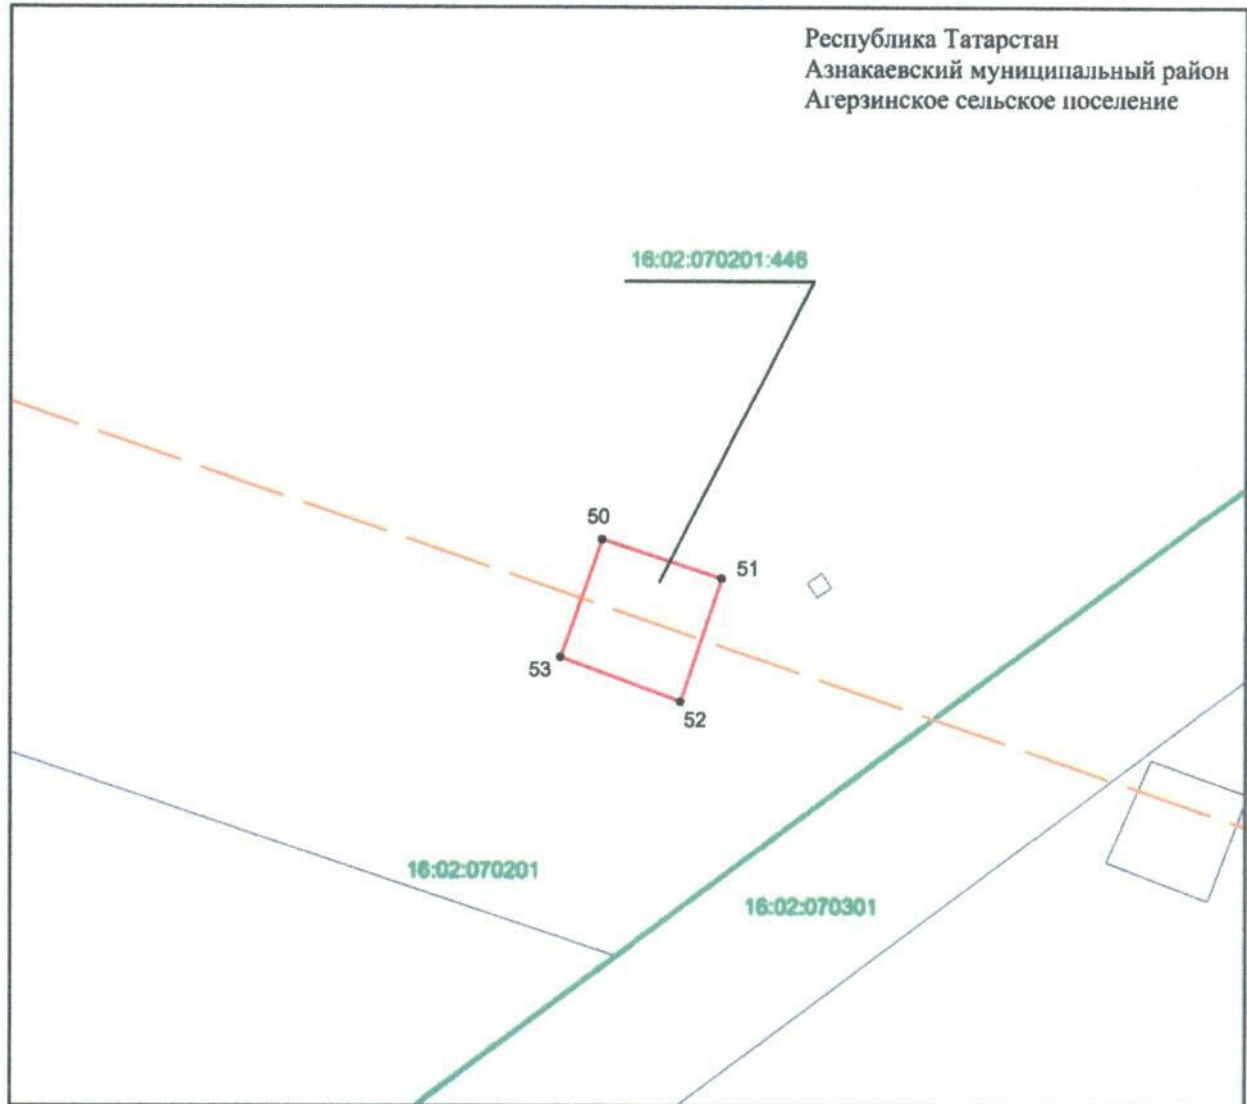 Республика Татарстан
Азнакаевский муниципальный район
Агерзинское сельское поселение
16:02:070201:446
50
51
53
52
16:02:070201
16:02:070301